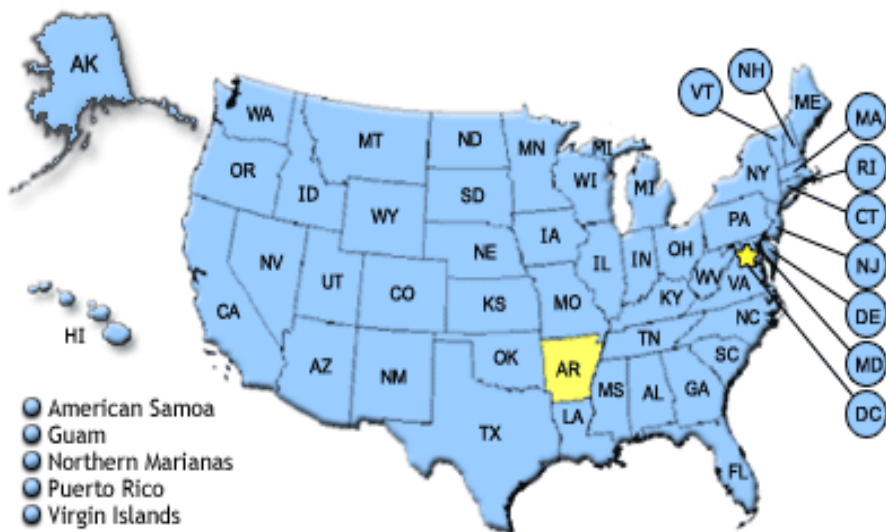 AK
NH
VT
ME
MA
WA
MT
ND
MN
MI
RI
OR
ID
SD
WI
MI
NY
CT
WY
IA
PA
NE
OH
NJ
NV
UT
IL
IN
WV
VA
CA
CO
KS
MO
KY
DE
HI
NC
TN
MD
AZ
NM
OK
AR
SC
MS
AL
GA
DC
TX
LA
FL
American Samoa
Guam
Northern Marianas
Puerto Rico
Virgin Islands